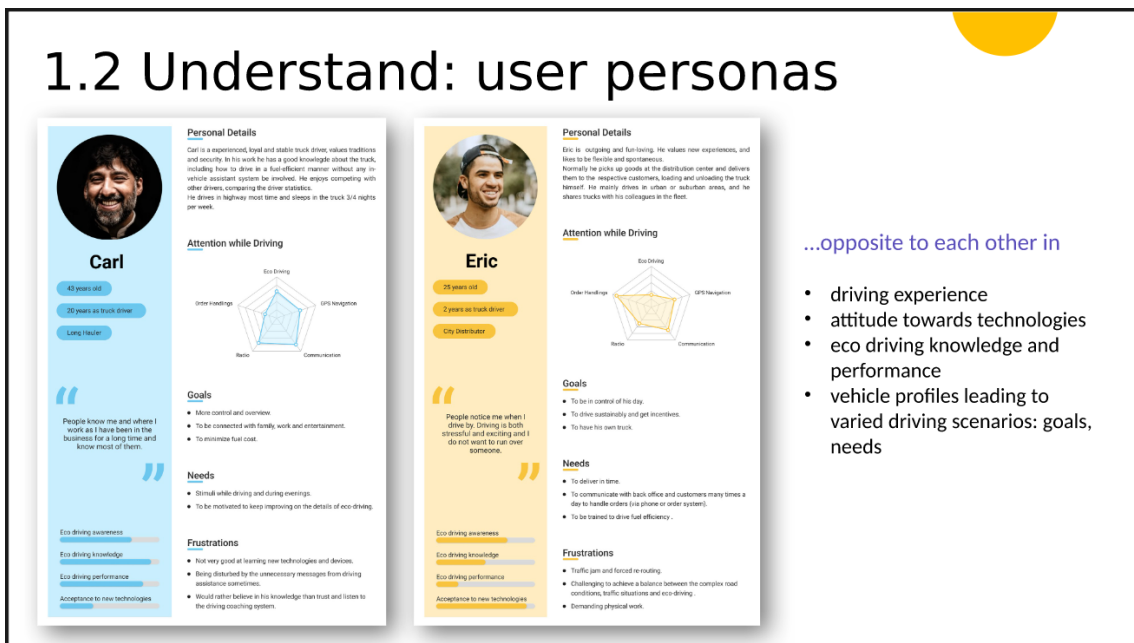 1.2 Understand: user personas
Carl
43 years old
20 years as truck driver
Long Hauler
People know me and where I
work as I have been in the
business for a long time and
know most of them.
Eco driving awareness
Eco driving knowledge
Eco driving performance
Acceptance to new technologies
Personal Details
Carl is a experienced, loyal and stable truck driver, values traditions
and security. In his work he has a good knowlegde about the truck,
including how to drive in a fuel-efficient manner without any in-
vehicle assistant system be involved. He enjoys competing with
other drivers, comparing the driver statistics.
He drives in highway most time and sleeps in the truck 3/4 nights
per week.
Attention while Driving
Eco Driving
Order Handlings
GPS Navigation
Radio
Communication
Goals
• More control and overview.
• To be connected with family, work and entertainment.
• To minimize fuel cost.
Needs
• Stimuli while driving and during evenings.
• To be motivated to keep improving on the details of eco-driving.
Frustrations
• Not very good at learning new technologies and devices.
• Being disturbed by the unnecessary messages from driving
assistance sometimes.
• Would rather believe in his knowledge than trust and listen to
the driving coaching system.
Eric
25 years old
2 years as truck driver
City Distributor
People notice me when I
drive by. Driving is both
stressful and exciting and I
do not want to run over
someone.
Eco driving awareness
Eco driving knowledge
Eco driving performance
Acceptance to new technologies
Personal Details
Eric is outgoing and fun-loving. He values new experiences, and
likes to be flexible and spontaneous.
Normally he picks up goods at the distribution center and delivers
them to the respective customers, loading and unloading the truck
himself. He mainly drives in urban or suburban areas, and he
shares trucks with his colleagues in the fleet.
Attention while Driving
Eco Driving
Order Handlings
GPS Navigation
Radio
Communication
Goals
• To be in control of his day.
• To drive sustainably and get incentives.
• To have his own truck.
Needs
• To deliver in time.
• To communicate with back office and customers many times a
day to handle orders (via phone or order system).
• To be trained to drive fuel efficiency .
Frustrations
• Traffic jam and forced re-routing.
• Challenging to achieve a balance between the complex road
conditions, traffic situations and eco-driving .
• Demanding physical work.
...opposite to each other in
• driving experience
• attitude towards technologies
• eco driving knowledge and
performance
• vehicle profiles leading to
varied driving scenarios: goals,
needs